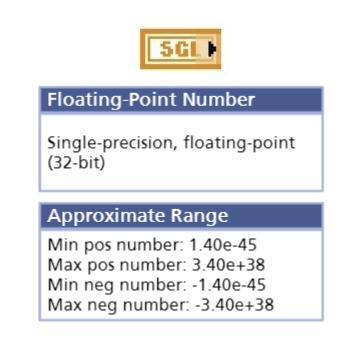 SGL
Floating-Point Number
Single-precision, floating-point
(32-bit)
Approximate Range
Min pos number: 1.40e-45
Max pos number: 3.40e+38
Min neg number: -1.40e-45
Max neg number: -3.40e+38